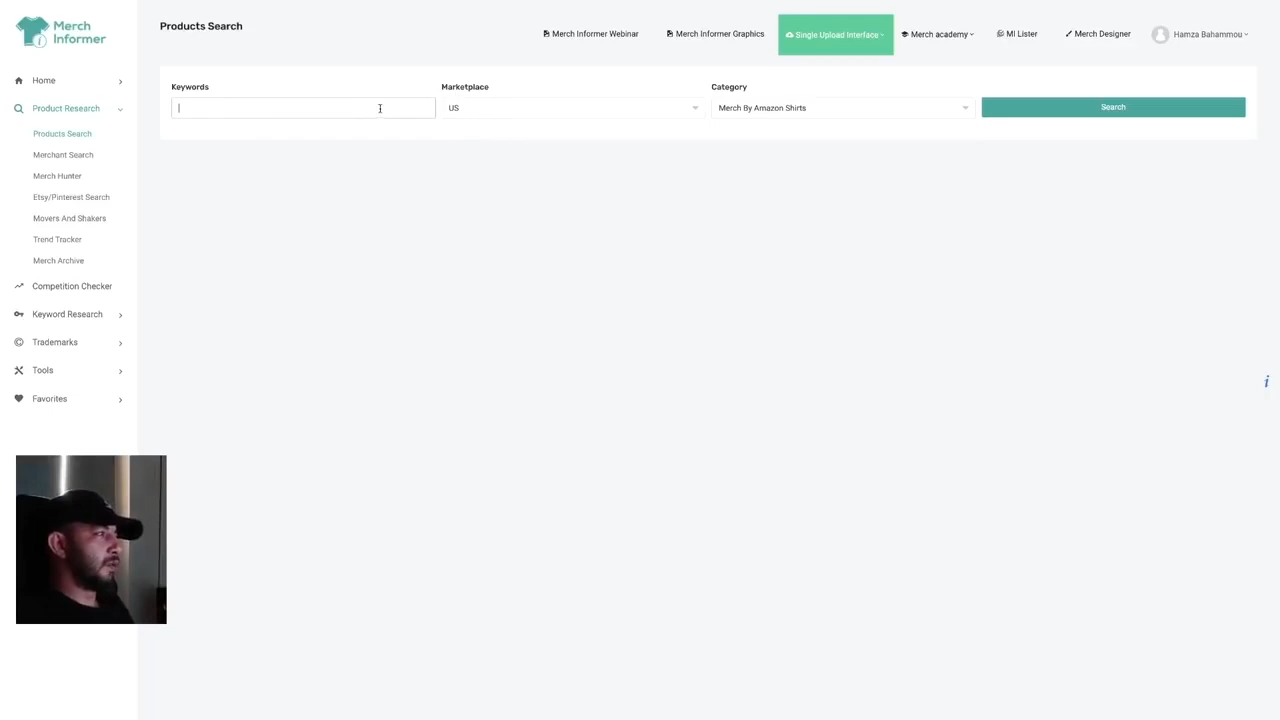 Merch
Informer
Products Search
Merch Informer Webinar
Merch Informer Graphics
Single Upload Interface
Merch academy
MI Lister
Merch Designer
Hamza Bahammou
Home
Product Research
Products Search
Merchant Search
Merch Hunter
Etsy/Pinterest Search
Movers And Shakers
Trend Tracker
Merch Archive
Competition Checker
Keyword Research
Trademarks
Tools
Favorites
Keywords
Marketplace
Category
US
Merch By Amazon Shirts
Search
i